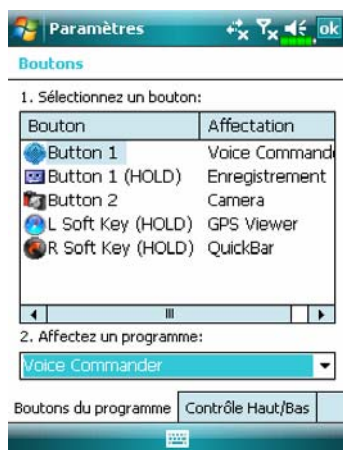 Paramètres ok
Boutons
1. Sélectionnez un bouton:
Bouton Affectation
Button 1 Voice Command
Button 1 (HOLD) Enregistrement
Button 2 Camera
L Soft Key (HOLD) GPS Viewer
R Soft Key (HOLD) QuickBar
2. Affectez un programme:
Voice Commander
Boutons du programme Contrôle Haut/Bas